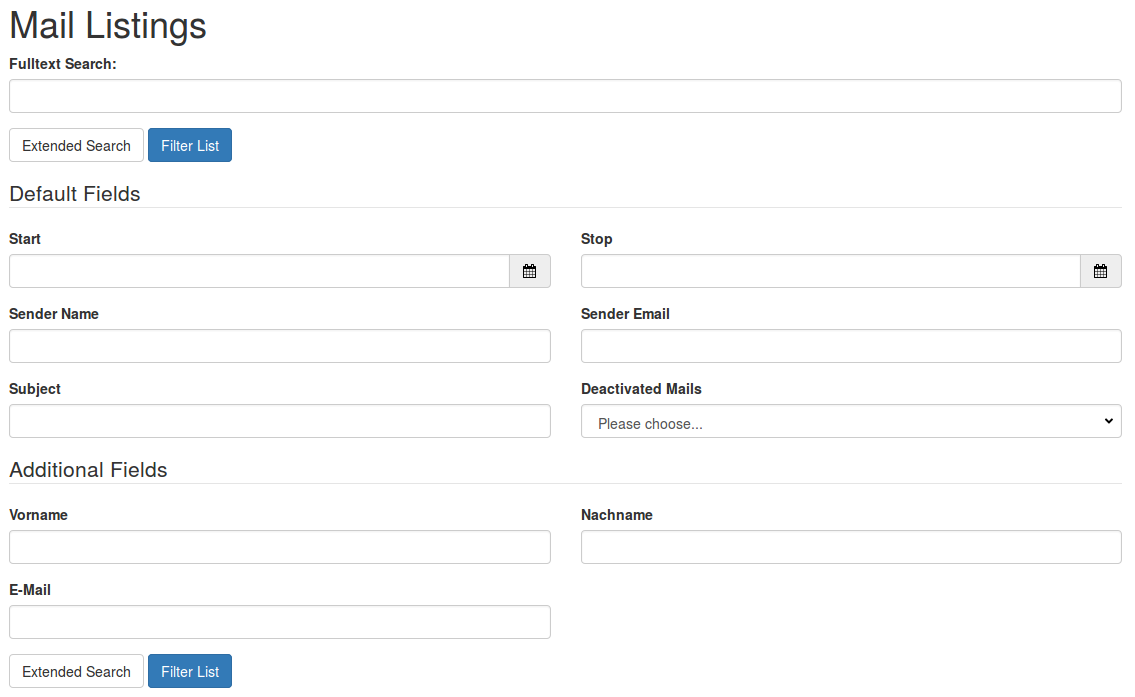 Mail Listings
Fulltext Search:
Extended Search Filter List
Default Fields
Start Stop
Sender Name Sender Email
Subject Deactivated Mails
Please choose...
Additional Fields
Vorname Nachname
E-Mail
Extended Search Filter List